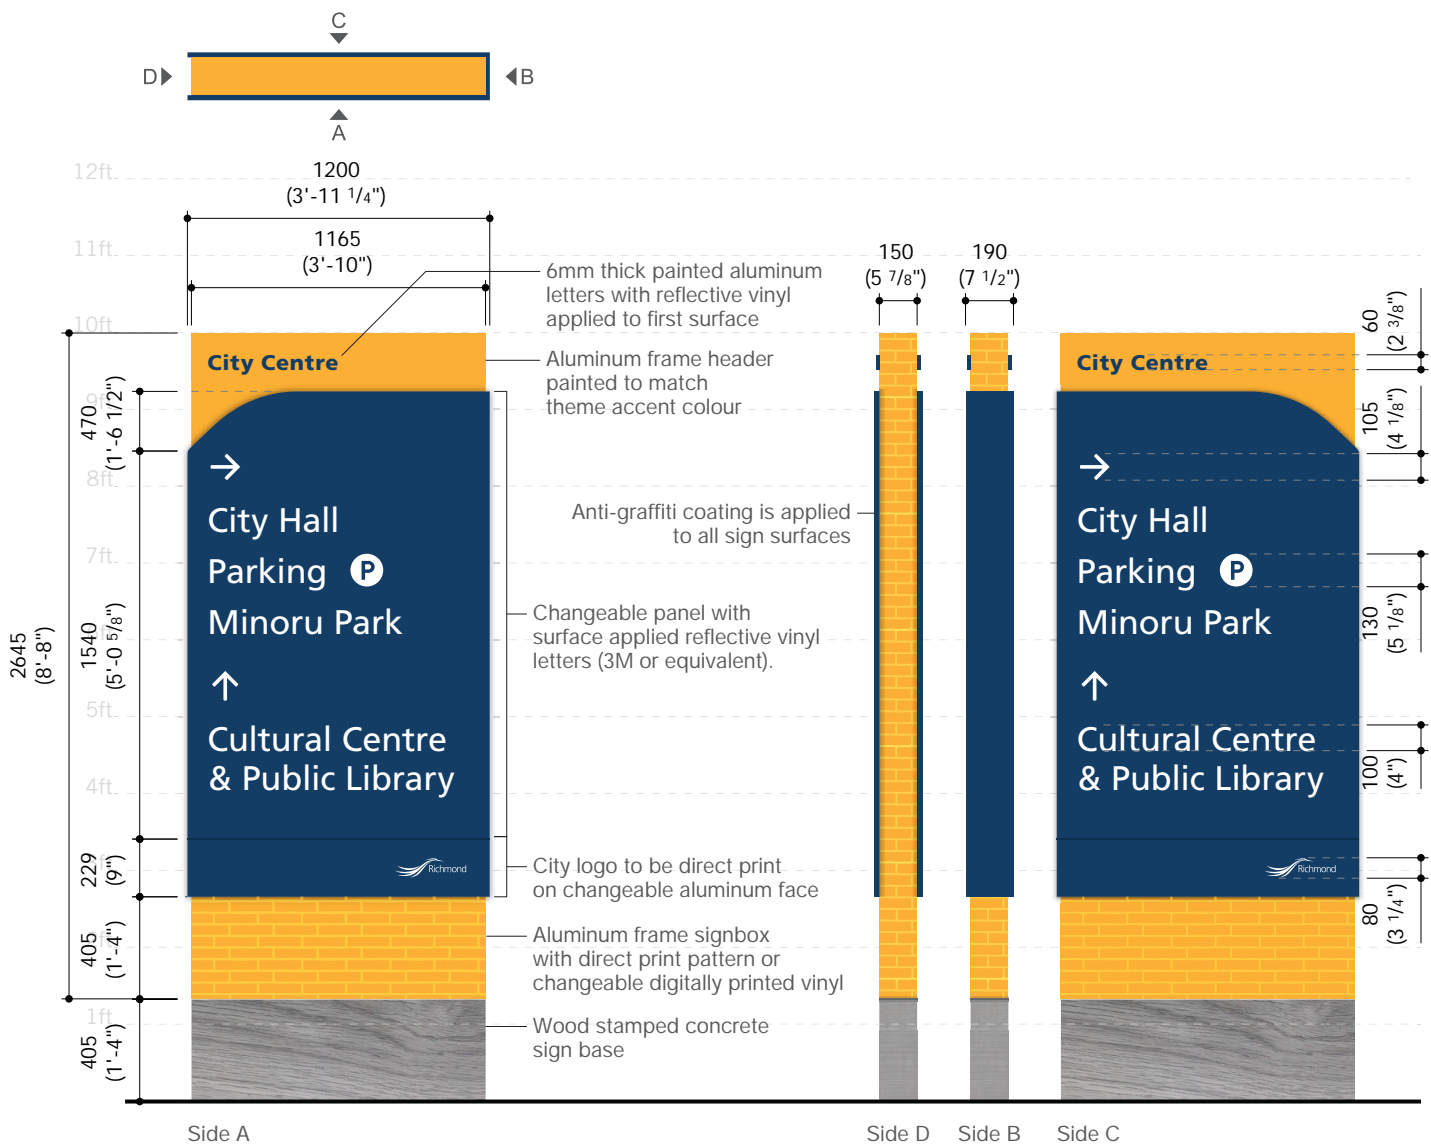 C
D
B
A
12ft
1200
(3'-11 1/4")
11ft
1165
(3'-10")
150
(5 7/8")
190
(7 1/2")
6mm thick painted aluminum
letters with reflective vinyl
applied to first surface
10ft
60
(2 3/8")
City Centre
City Centre
Aluminum frame header
painted to match
theme accent colour
9ft
470
(1'-6 1/2")
105
(4 1/8")
8ft
→
→
City Hall
Parking P
Minoru Park
↑
Cultural Centre
& Public Library
Anti-graffiti coating is applied
to all sign surfaces
City Hall
Parking P
Minoru Park
↑
Cultural Centre
& Public Library
7ft
130
(5 1/8")
Changeable panel with
surface applied reflective vinyl
letters (3M or equivalent).
2645
(8'-8")
1540
(5'-0 5/8")
5ft
100
(4")
4ft
229
(9")
Richmond
City logo to be direct print
on changeable aluminum face
Richmond
80
(3 1/4")
405
(1'-4")
Aluminum frame signbox
with direct print pattern or
changeable digitally printed vinyl
1ft
405
(1'-4")
Wood stamped concrete
sign base
Side A
Side D
Side B
Side C